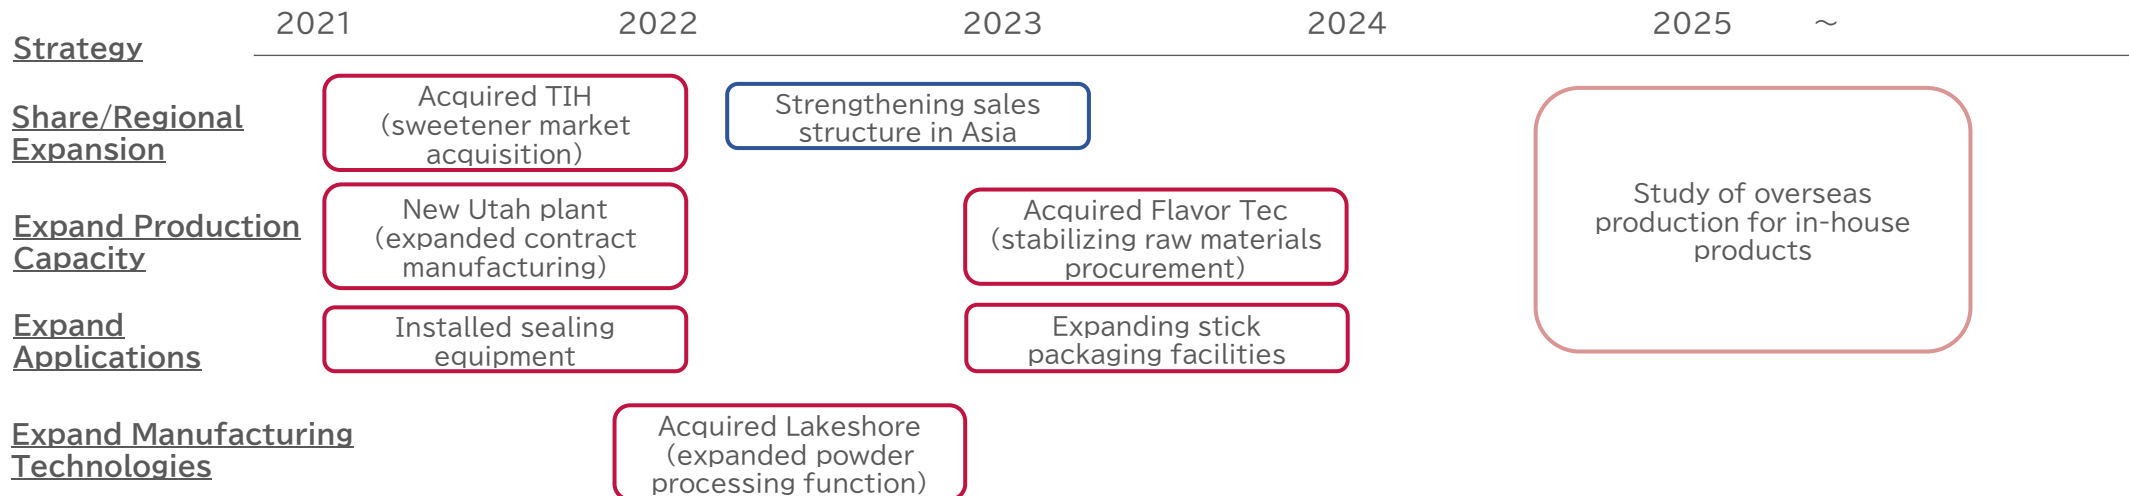 2021 2022 2023 2024 2025 ～
Strategy
Share/Regional
Expansion
Acquired TIH
(sweetener market
acquisition)
Strengthening sales
structure in Asia
Study of overseas
production for in-house
products
Expand Production
Capacity
New Utah plant
(expanded contract
manufacturing)
Acquired Flavor Tec
(stabilizing raw materials
procurement)
Expand
Applications
Installed sealing
equipment
Expanding stick
packaging facilities
Expand Manufacturing
Technologies
Acquired Lakeshore
(expanded powder
processing function)